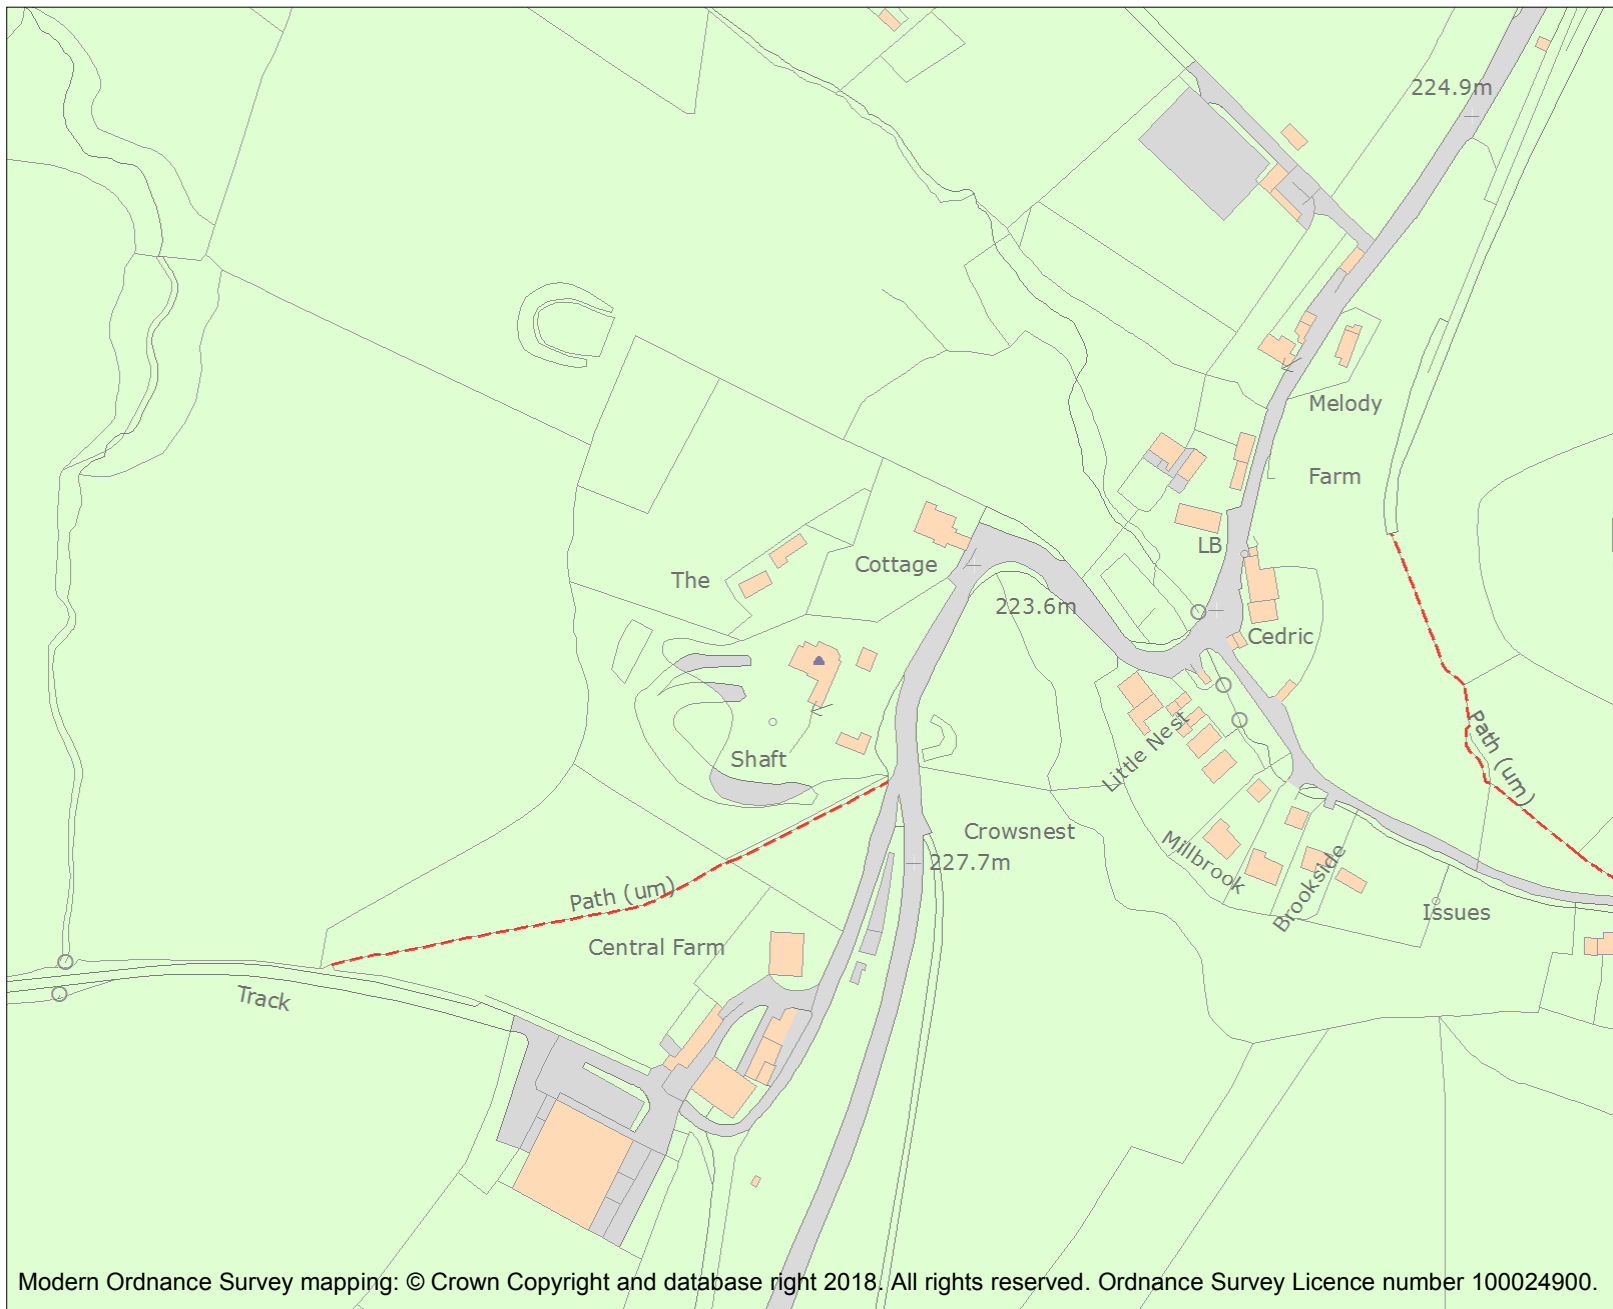 224.9m
Melody
Farm
LB
Cottage
The
223.6m
Cedric
Little Nest
Path (um)
Shaft
Crowsnest
227.7m
Millbrook
Brookside
Path (um)
Issues
Central Farm
Track
Modern Ordnance Survey mapping: © Crown Copyright and database right 2018. All rights reserved. Ordnance Survey Licence number 100024900.